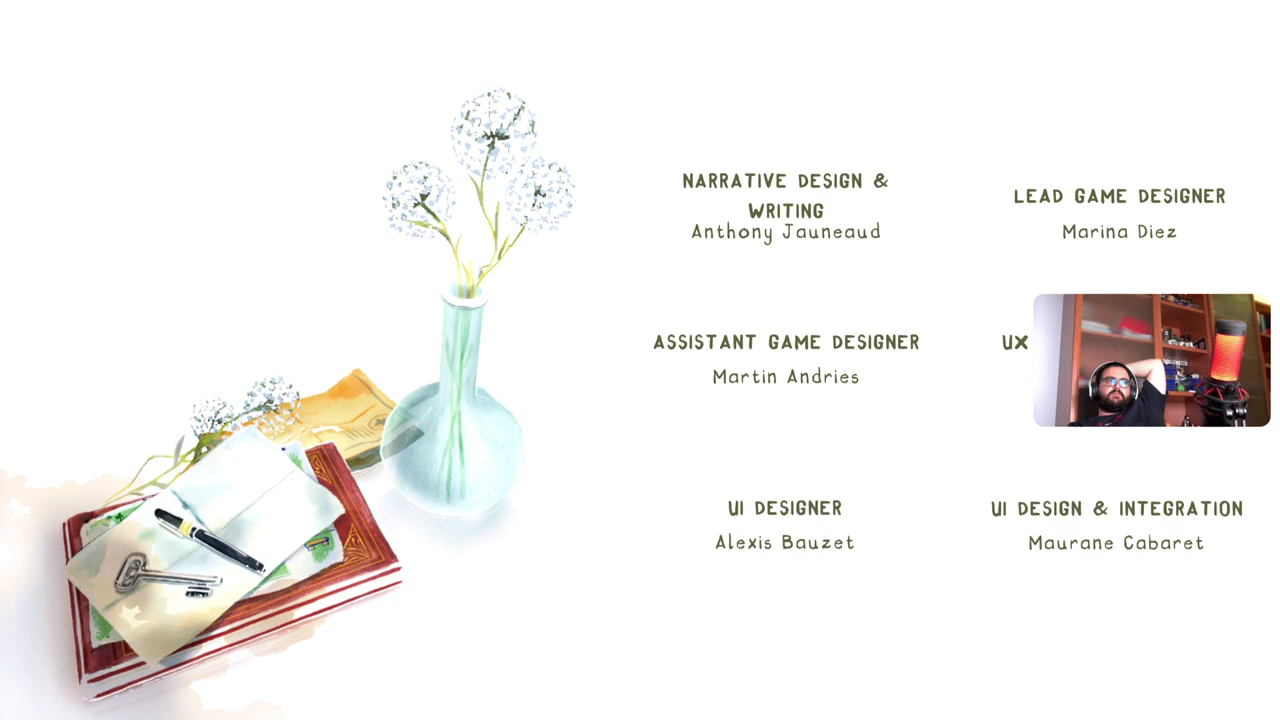 NARRATIVE DESIGN &
WRITING
Anthony Jauneaud
LEAD GAME DESIGNER
Marina Diez
ASSISTANT GAME DESIGNER
Martin Andries
UX
UI DESIGNER
Alexis Bauzet
UI DESIGN & INTEGRATION
Maurane Cabaret